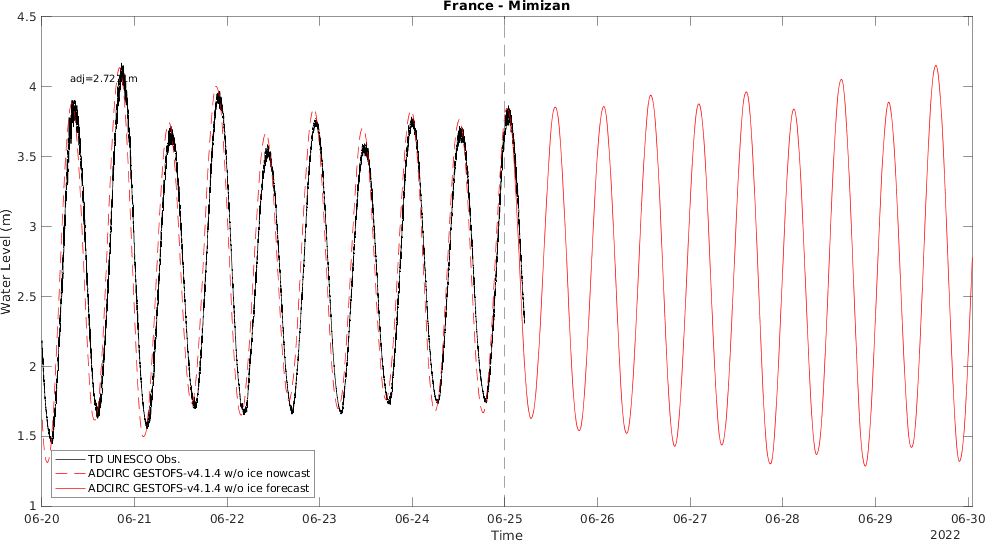 France - Mimizan
4.5
4
3.5
3
2.5
2
1.5
1
Water Level (m)
TD UNESCO Obs.
ADCIRC GESTOFS-v4.1.4 w/o ice nowcast
ADCIRC GESTOFS-v4.1.4 w/o ice forecast
06-20 06-21 06-22 06-23 06-24 06-25 06-26 06-27 06-28 06-29 06-30
Time
2022